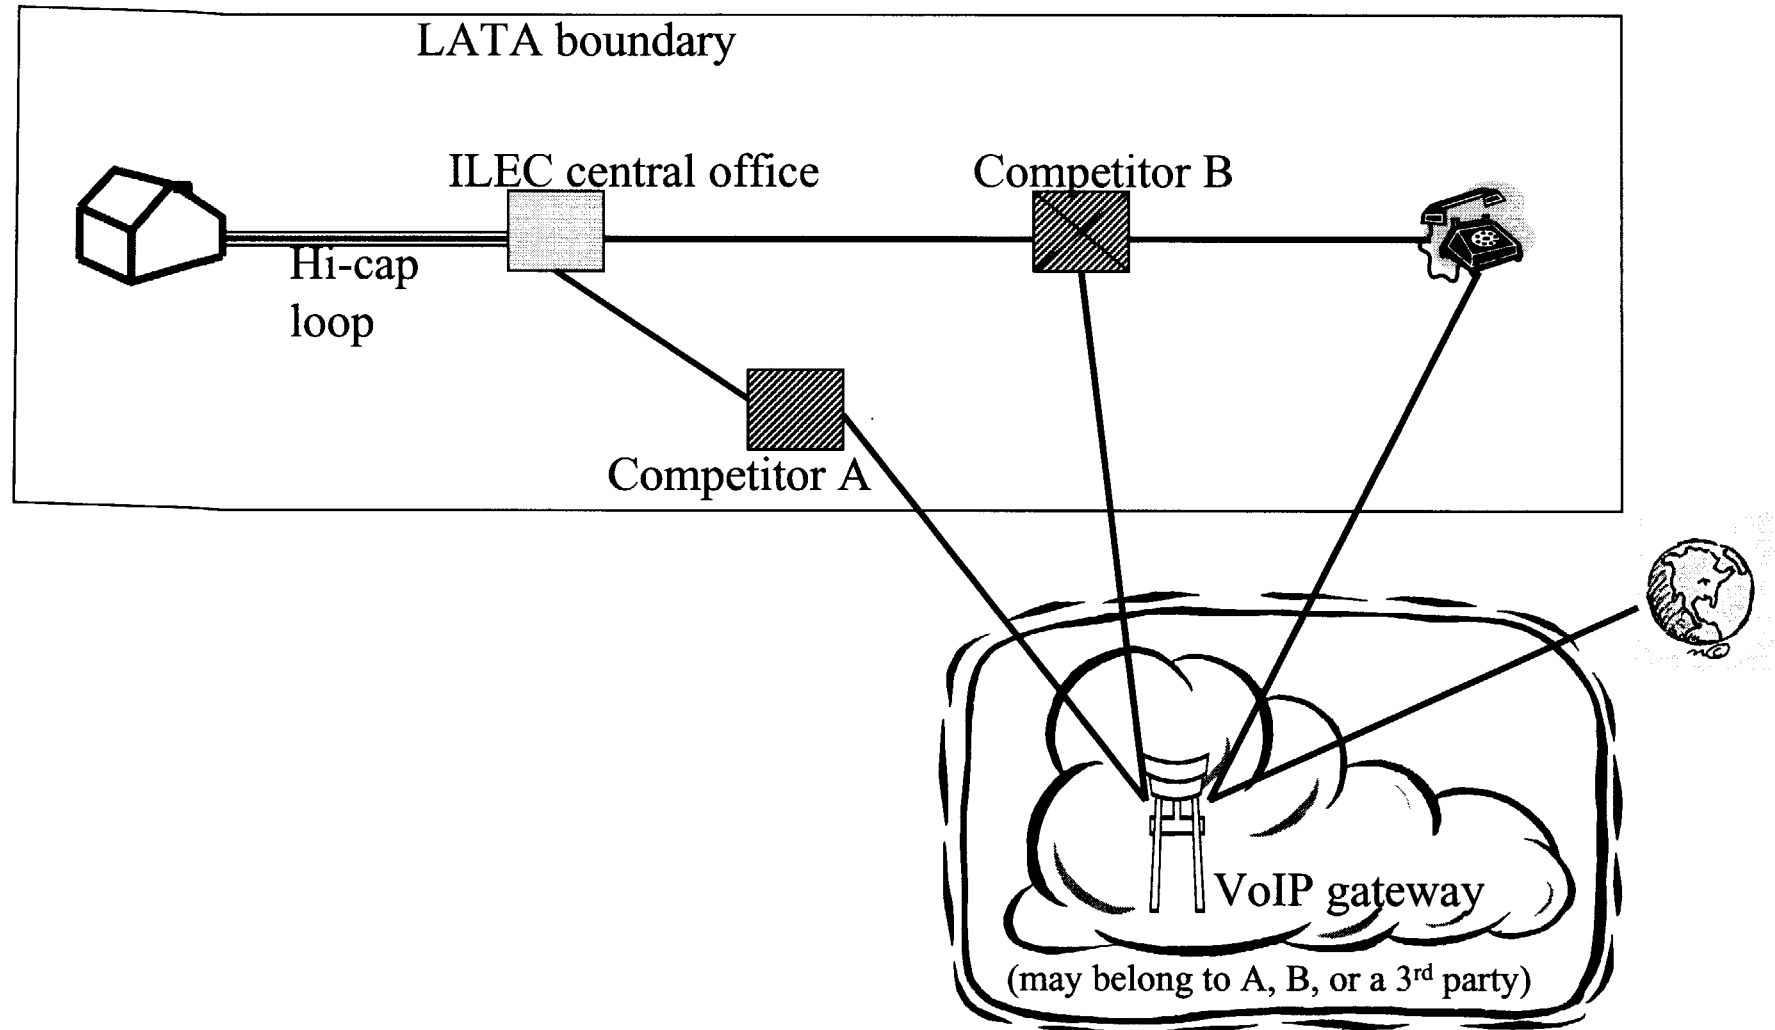 LATA boundary
ILEC central office
Competitor B
Hi-cap
loop
Competitor A
VoIP gateway
(may belong to A, B, or a 3rd party)